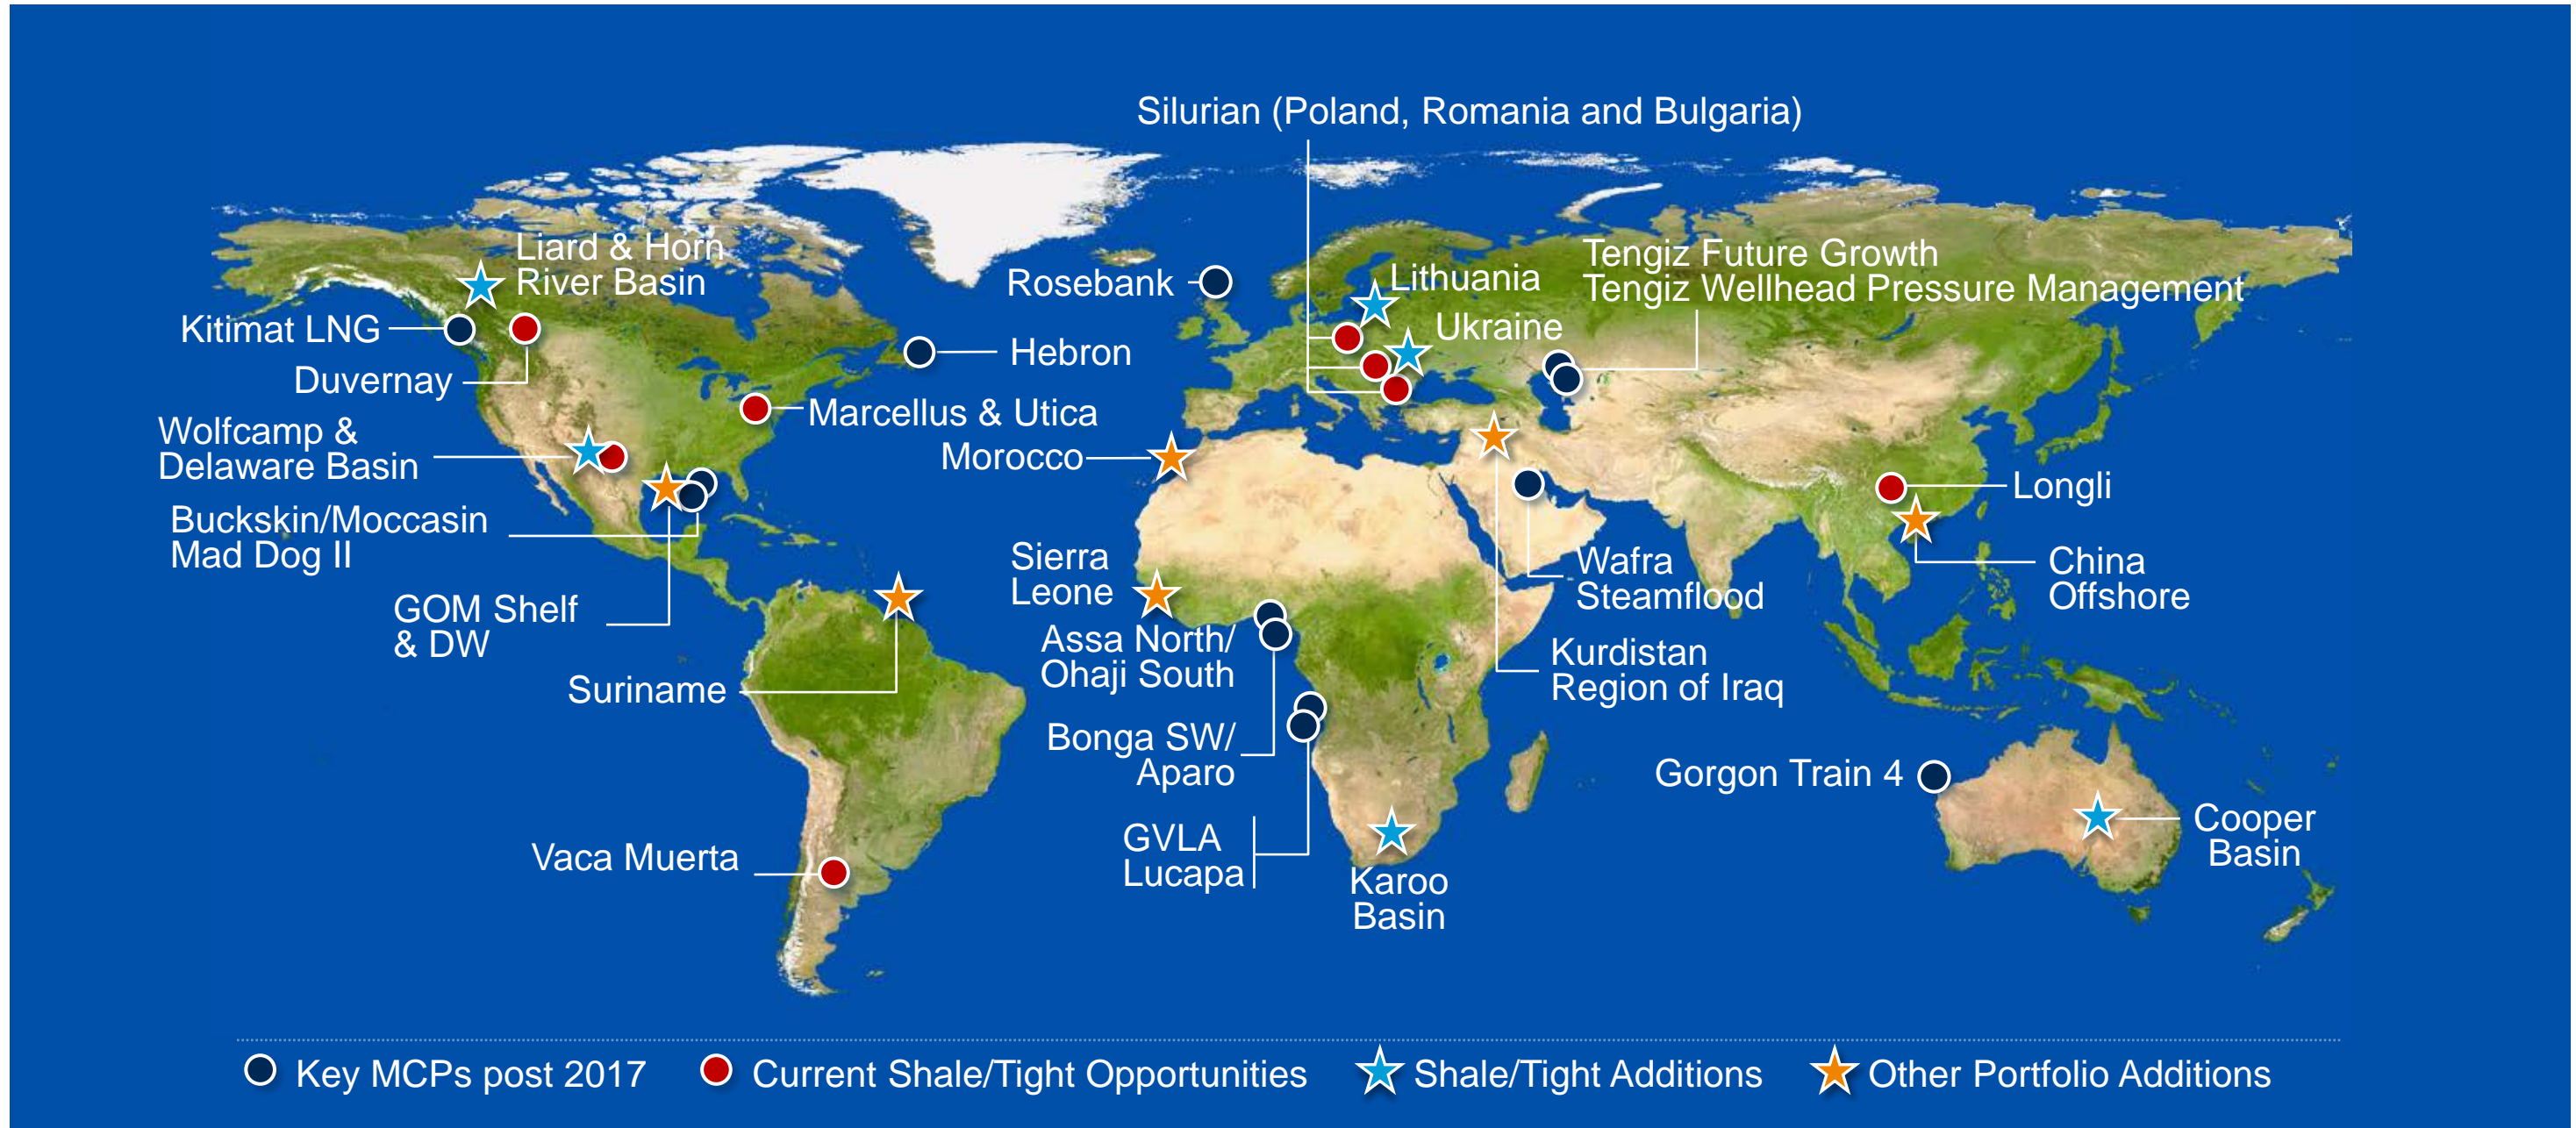 Silurian (Poland, Romania and Bulgaria)
Liard & Horn
River Basin
Kitimat LNG
Duvernay
Wolfcamp &
Delaware Basin
Buckskin/Moccasin
Mad Dog II
GOM Shelf
& DW
Suriname
Vaca Muerta
Marcellus & Utica
Hebron
Rosebank
Morocco
Lithuania
Ukraine
Tengiz Future Growth
Tengiz Wellhead Pressure Management
Sierra
Leone
Assa North/
Ohaji South
Bonga SW/
Aparo
GVLA
Lucapa
Karoo
Basin
Wafra
Steamflood
Kurdistan
Region of Iraq
Longli
China
Offshore
Gorgon Train 4
Cooper
Basin
Key MCPs post 2017
Current Shale/Tight Opportunities
Shale/Tight Additions
Other Portfolio Additions